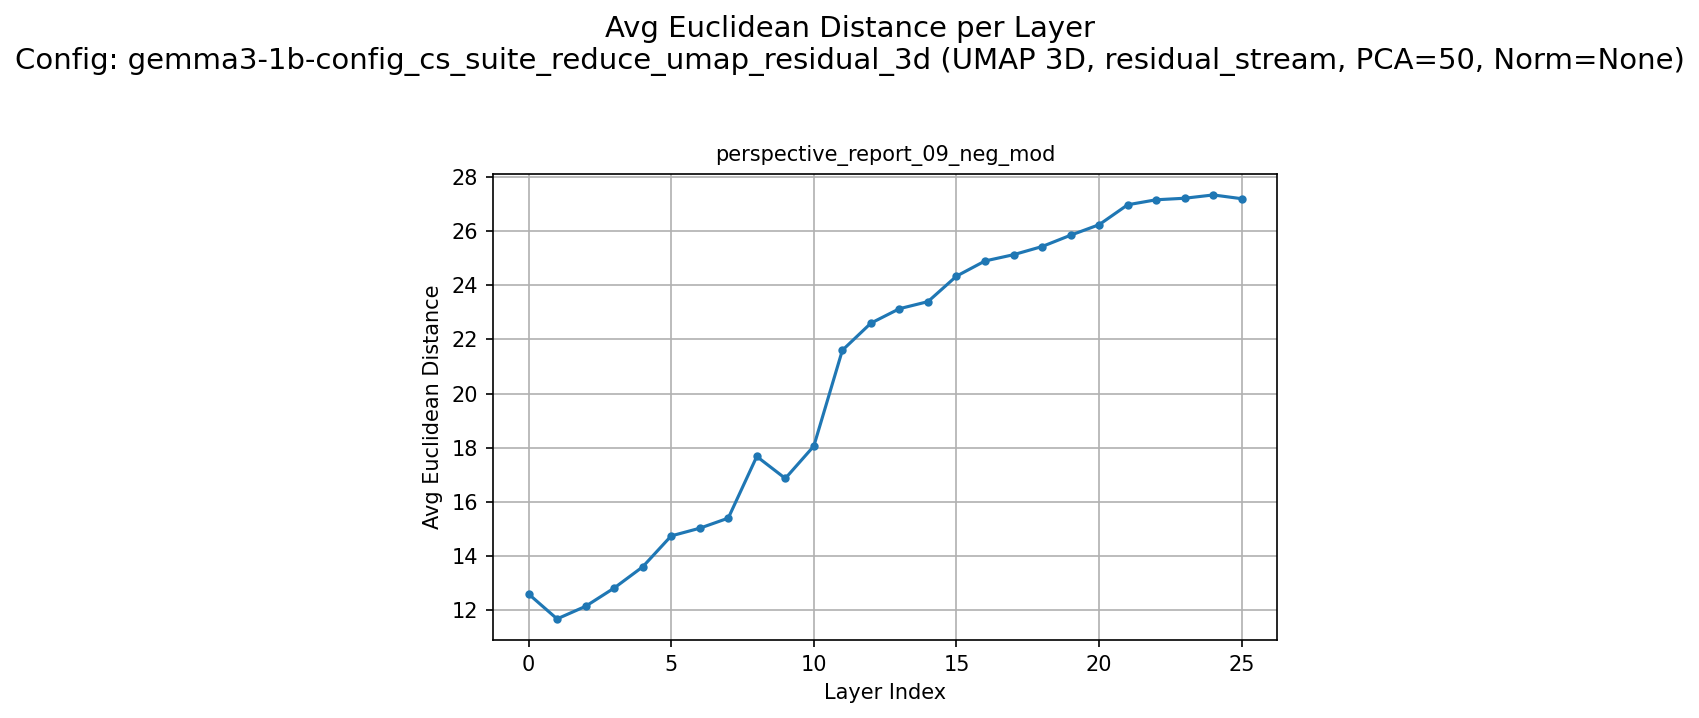 Avg Euclidean Distance per Layer
Config: gemma3-1b-config_cs_suite_reduce_umap_residual_3d (UMAP 3D, residual_stream, PCA=50, Norm=None)
perspective_report_09_neg_mod
28
26
24
22
20
18
16
14
12
Avg Euclidean Distance
0 5 10 15 20 25
Layer Index